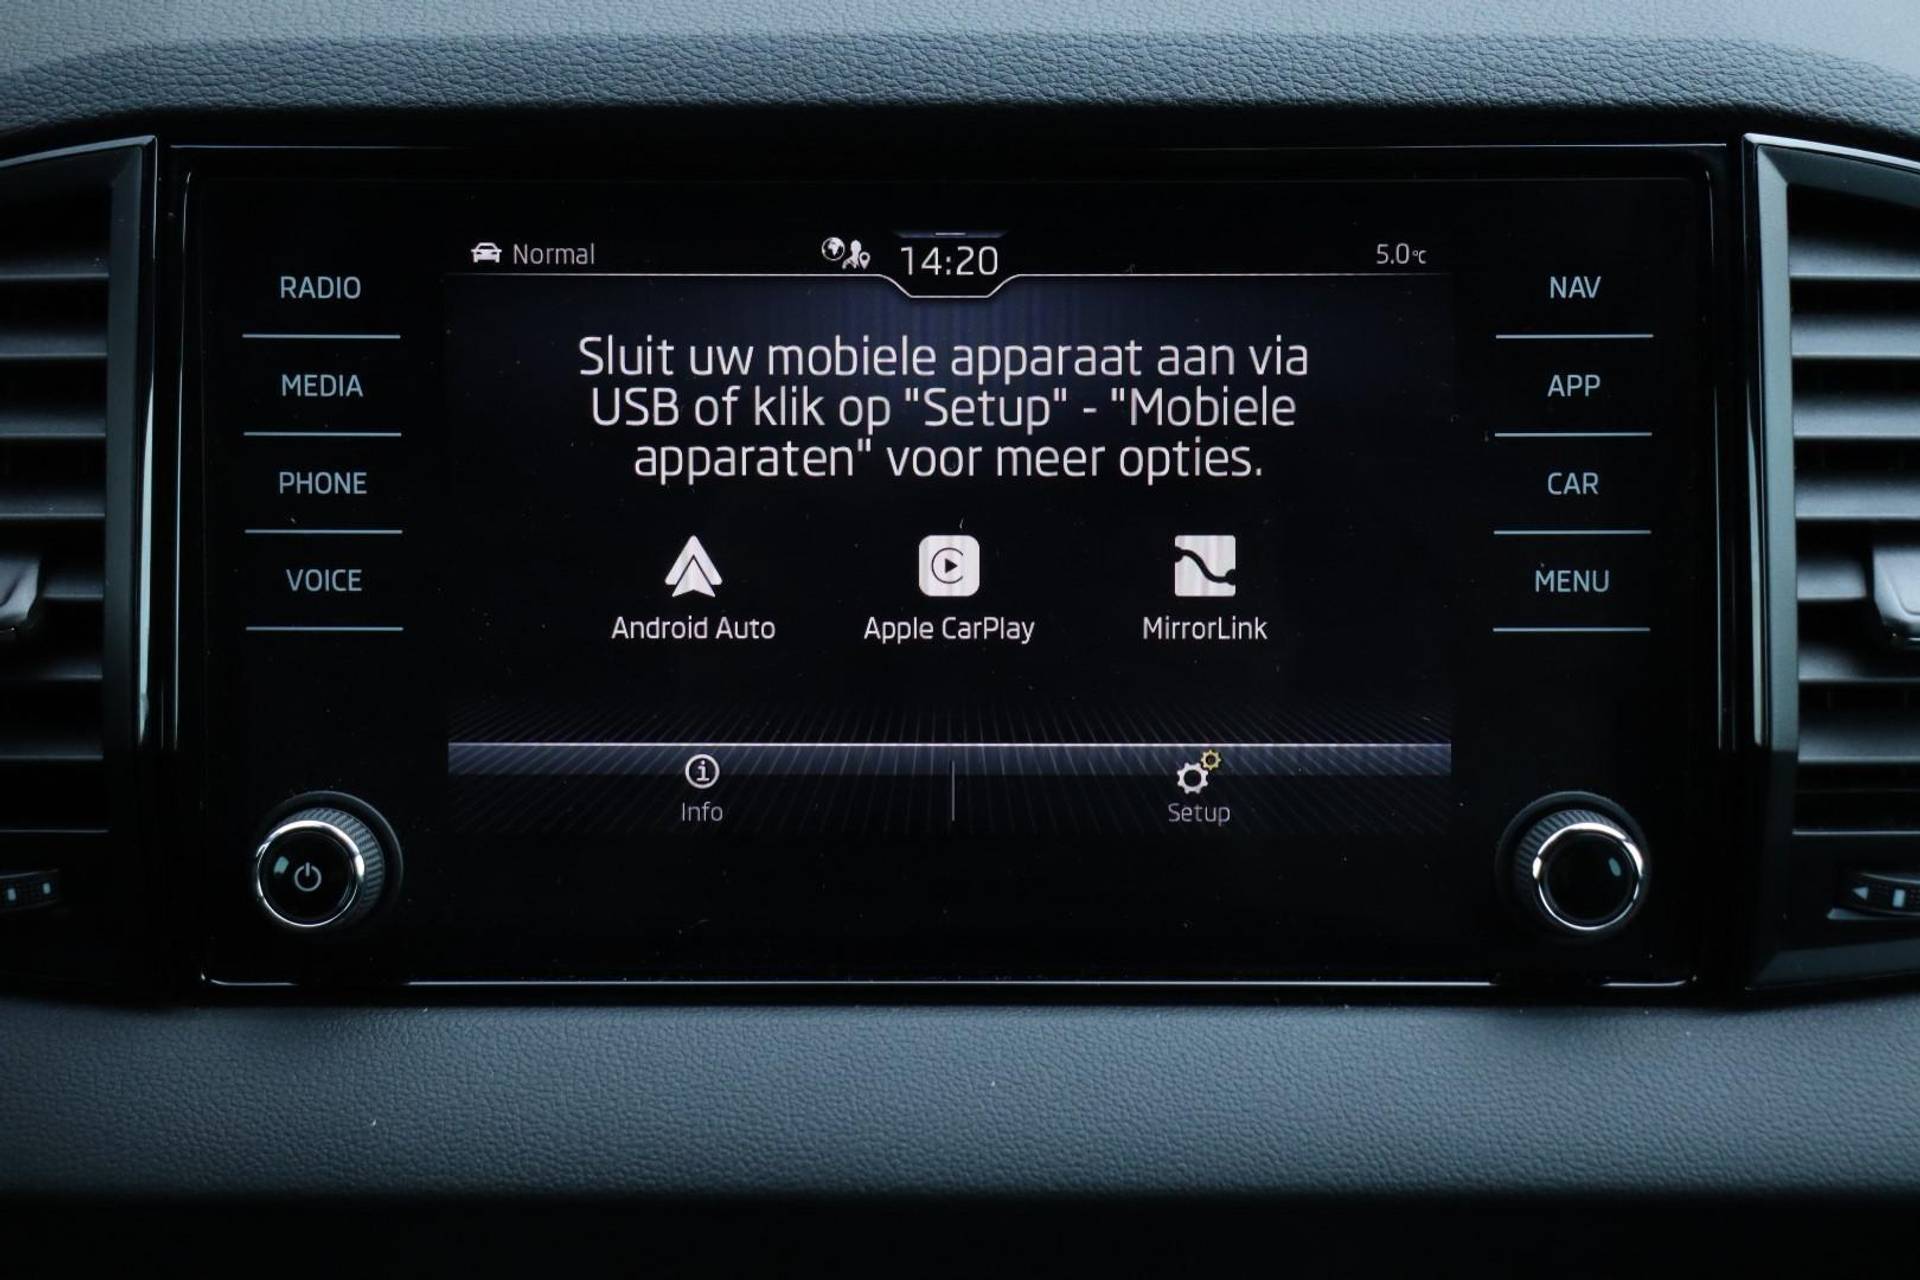 Normal
14:20
5.0°C
RADIO
MEDIA
PHONE
VOICE
Sluit uw mobiele apparaat aan via
USB of klik op "Setup" - "Mobiele
apparaten" voor meer opties.
Android Auto
Apple CarPlay
MirrorLink
Info
Setup
NAV
APP
CAR
MENU